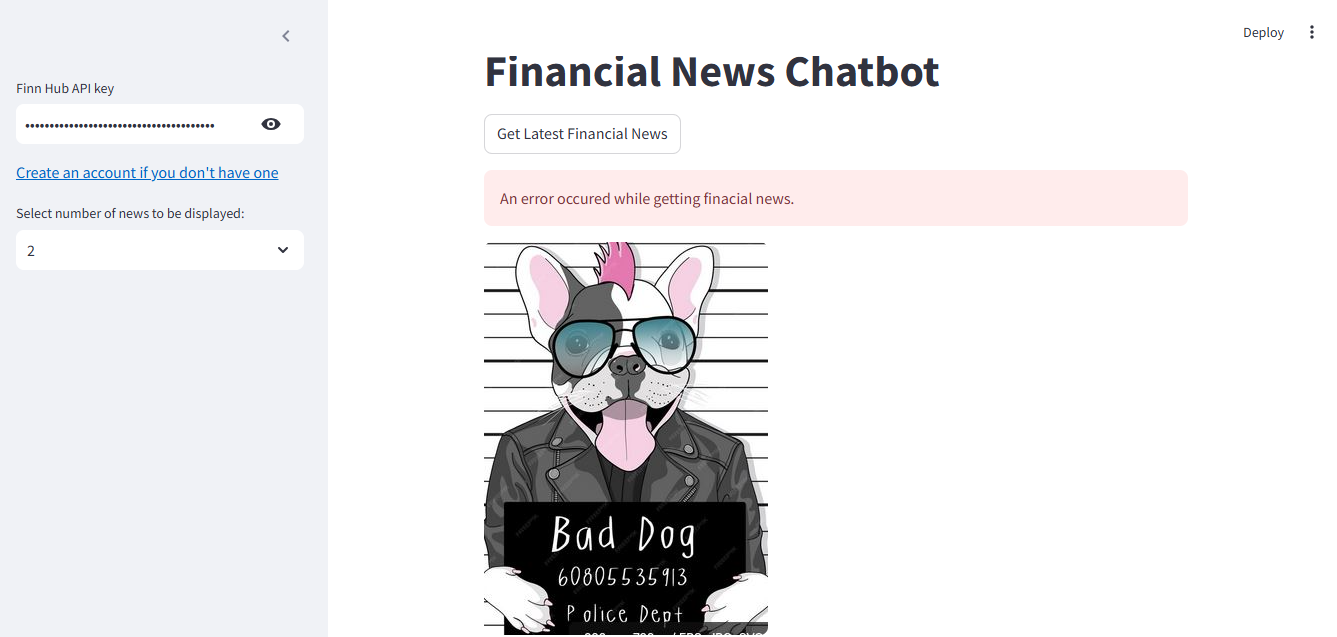 Deploy
Finn Hub API key
Create an account if you don't have one
Select number of news to be displayed:
2
Financial News Chatbot
Get Latest Financial News
An error occured while getting finacial news.
Bad Dog
60805535913
Police Dept